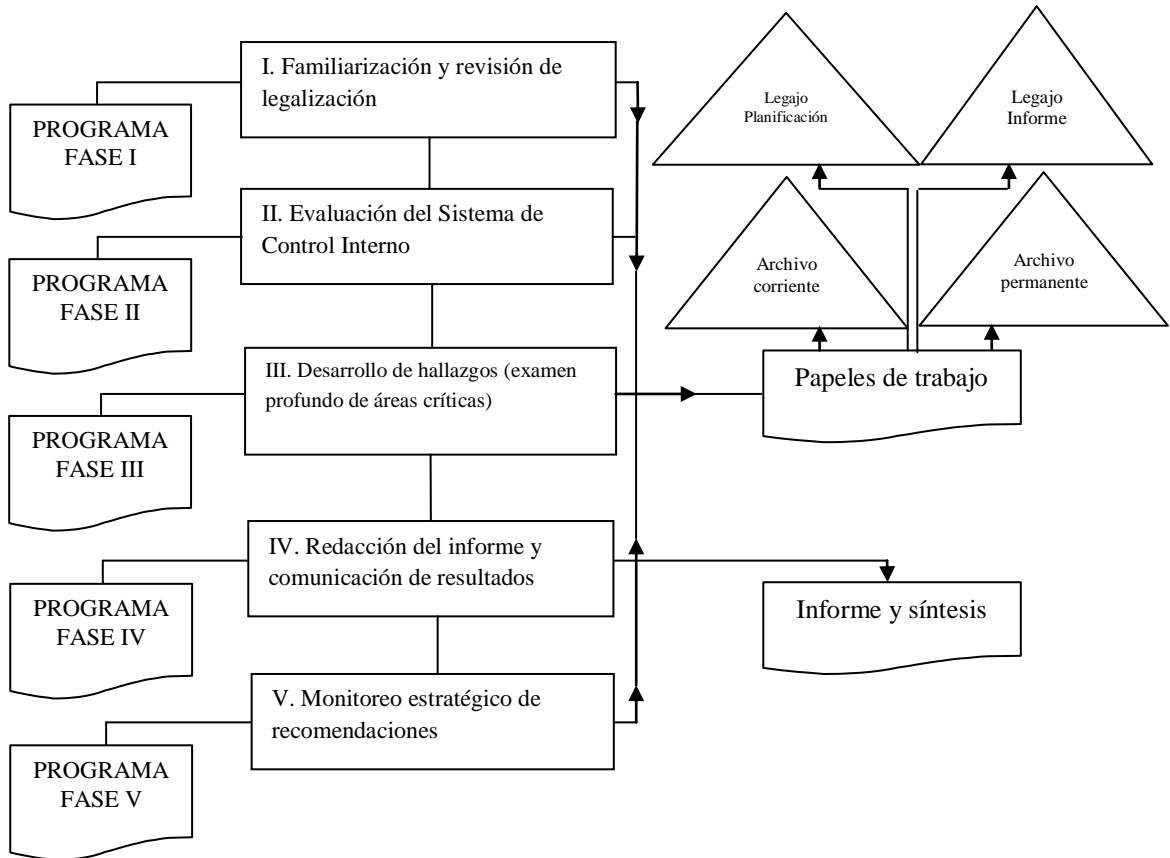 I. Familiarización y revisión de
legalización
PROGRAMA
FASE I
II. Evaluación del Sistema de
Control Interno
PROGRAMA
FASE II
III. Desarrollo de hallazgos (examen
profundo de áreas críticas)
PROGRAMA
FASE III
IV. Redacción del informe y
comunicación de resultados
PROGRAMA
FASE IV
V. Monitoreo estratégico de
recomendaciones
PROGRAMA
FASE V
Legajo
Planificación
Legajo
Informe
Archivo
corriente
Archivo
permanente
Papeles de trabajo
Informe y síntesis